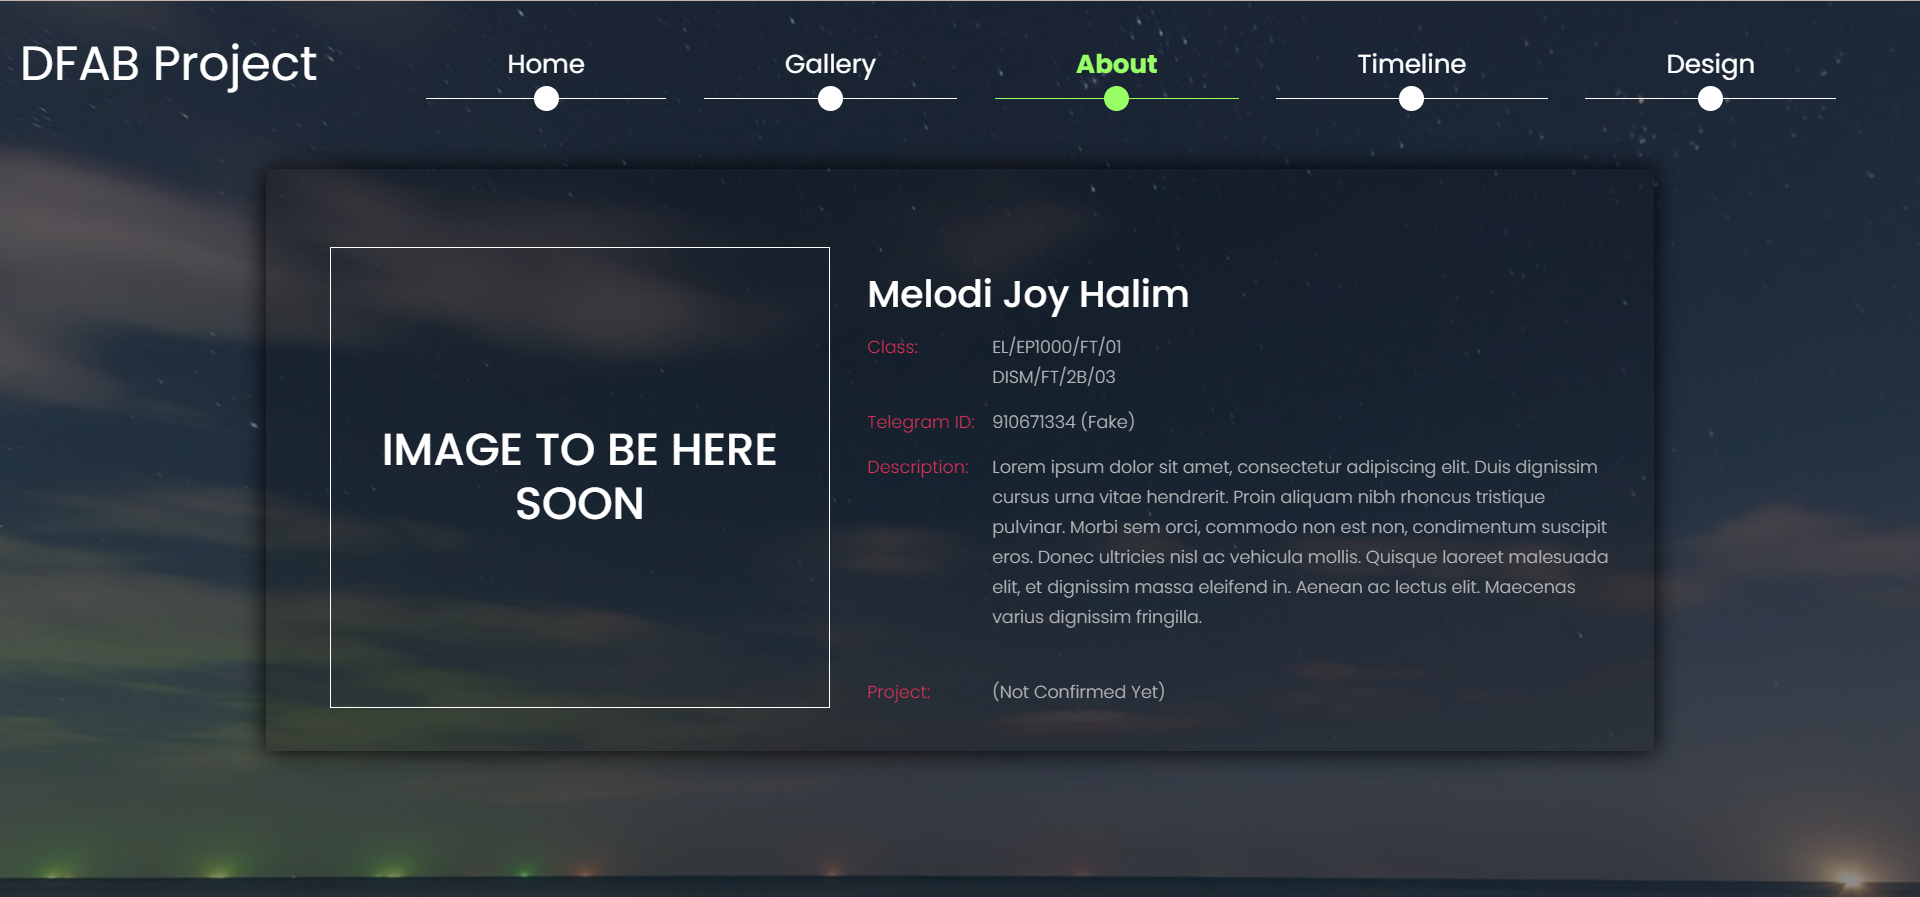 DFAB Project
Home
Gallery
About
Timeline
Design
IMAGE TO BE HERE
SOON
Melodi Joy Halim
Class: EL/EP1000/FT/01
DISM/FT/2B/03
Telegram ID: 910671334 (Fake)
Description: Lorem ipsum dolor sit amet, consectetur adipiscing elit. Duis dignissim
cursus urna vitae hendrerit. Proin aliquam nibh rhoncus tristique
pulvinar. Morbi sem orci, commodo non est non, condimentum suscipit
eros. Donec ultricies nisl ac vehicula mollis. Quisque laoreet malesuada
elit, et dignissim massa eleifend in. Aenean ac lectus elit. Maecenas
varius dignissim fringilla.
Project: (Not Confirmed Yet)